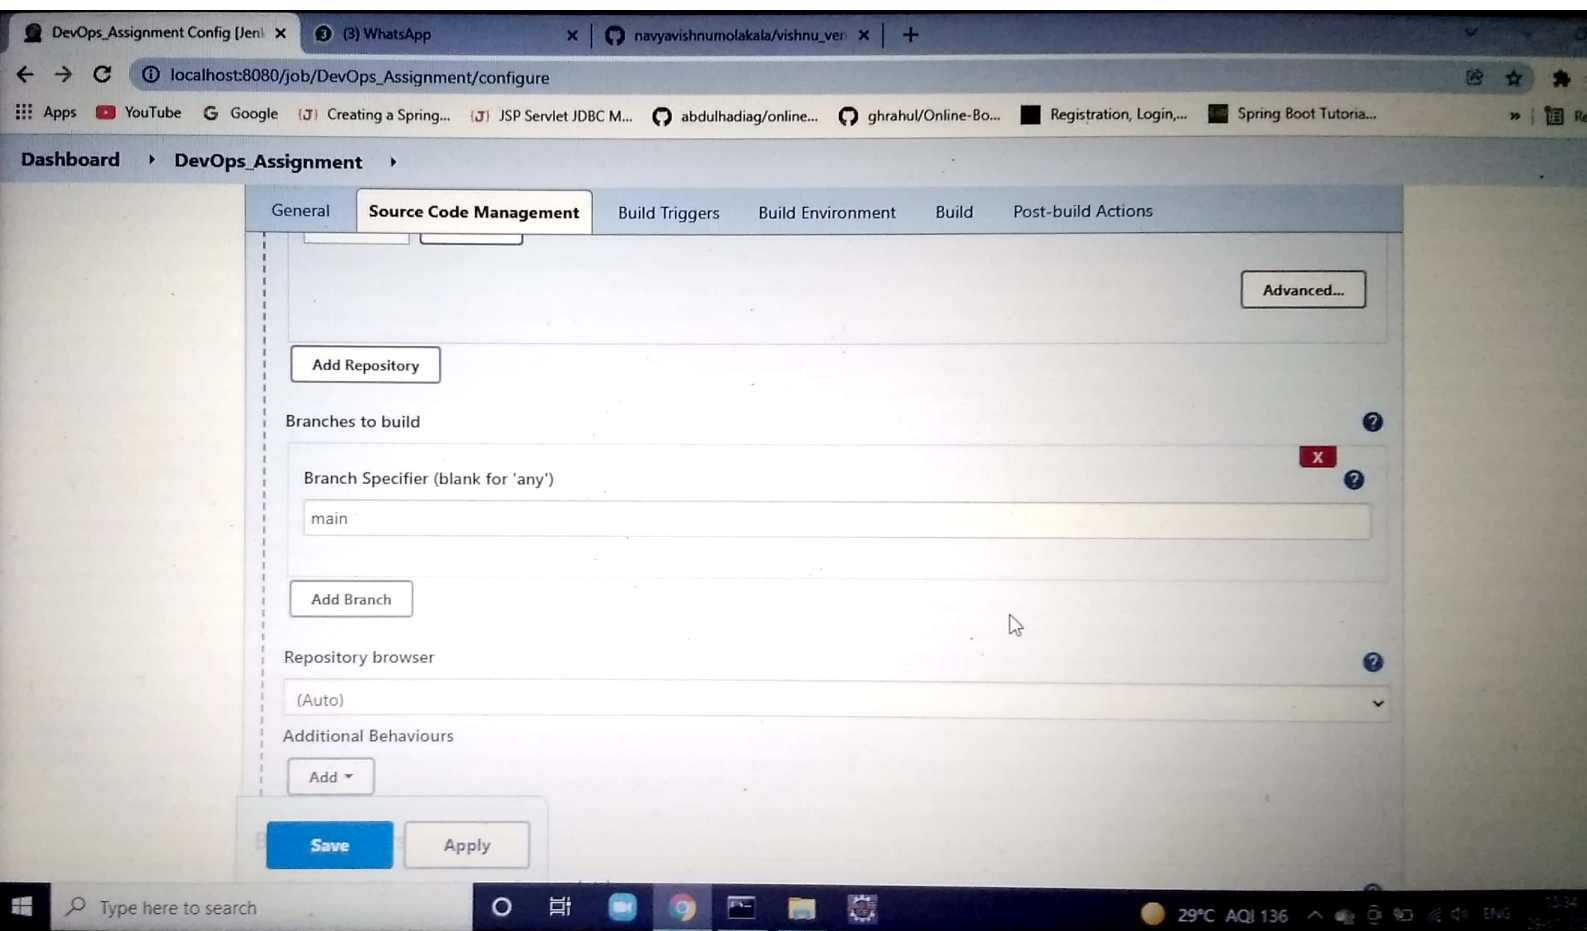 DevOps_Assignment Config [Jen
(3) WhatsApp
navyavishnumolakala/vishnu_ver
localhost:8080/job/DevOps_Assignment/configure
Apps YouTube Google Creating a Spring... JSP Servlet JDBC M... abdulhadiag/online... ghrahul/Online-Bo... Registration, Login,... Spring Boot Tutoria... » Re
Dashboard DevOps_Assignment
General Source Code Management Build Triggers Build Environment Build Post-build Actions
Advanced...
Add Repository
Branches to build
X
Branch Specifier (blank for 'any')
main
Add Branch
Repository browser
(Auto)
Additional Behaviours
Add
Save Apply
Type here to search
29°C AQI 136 ENG
15:34